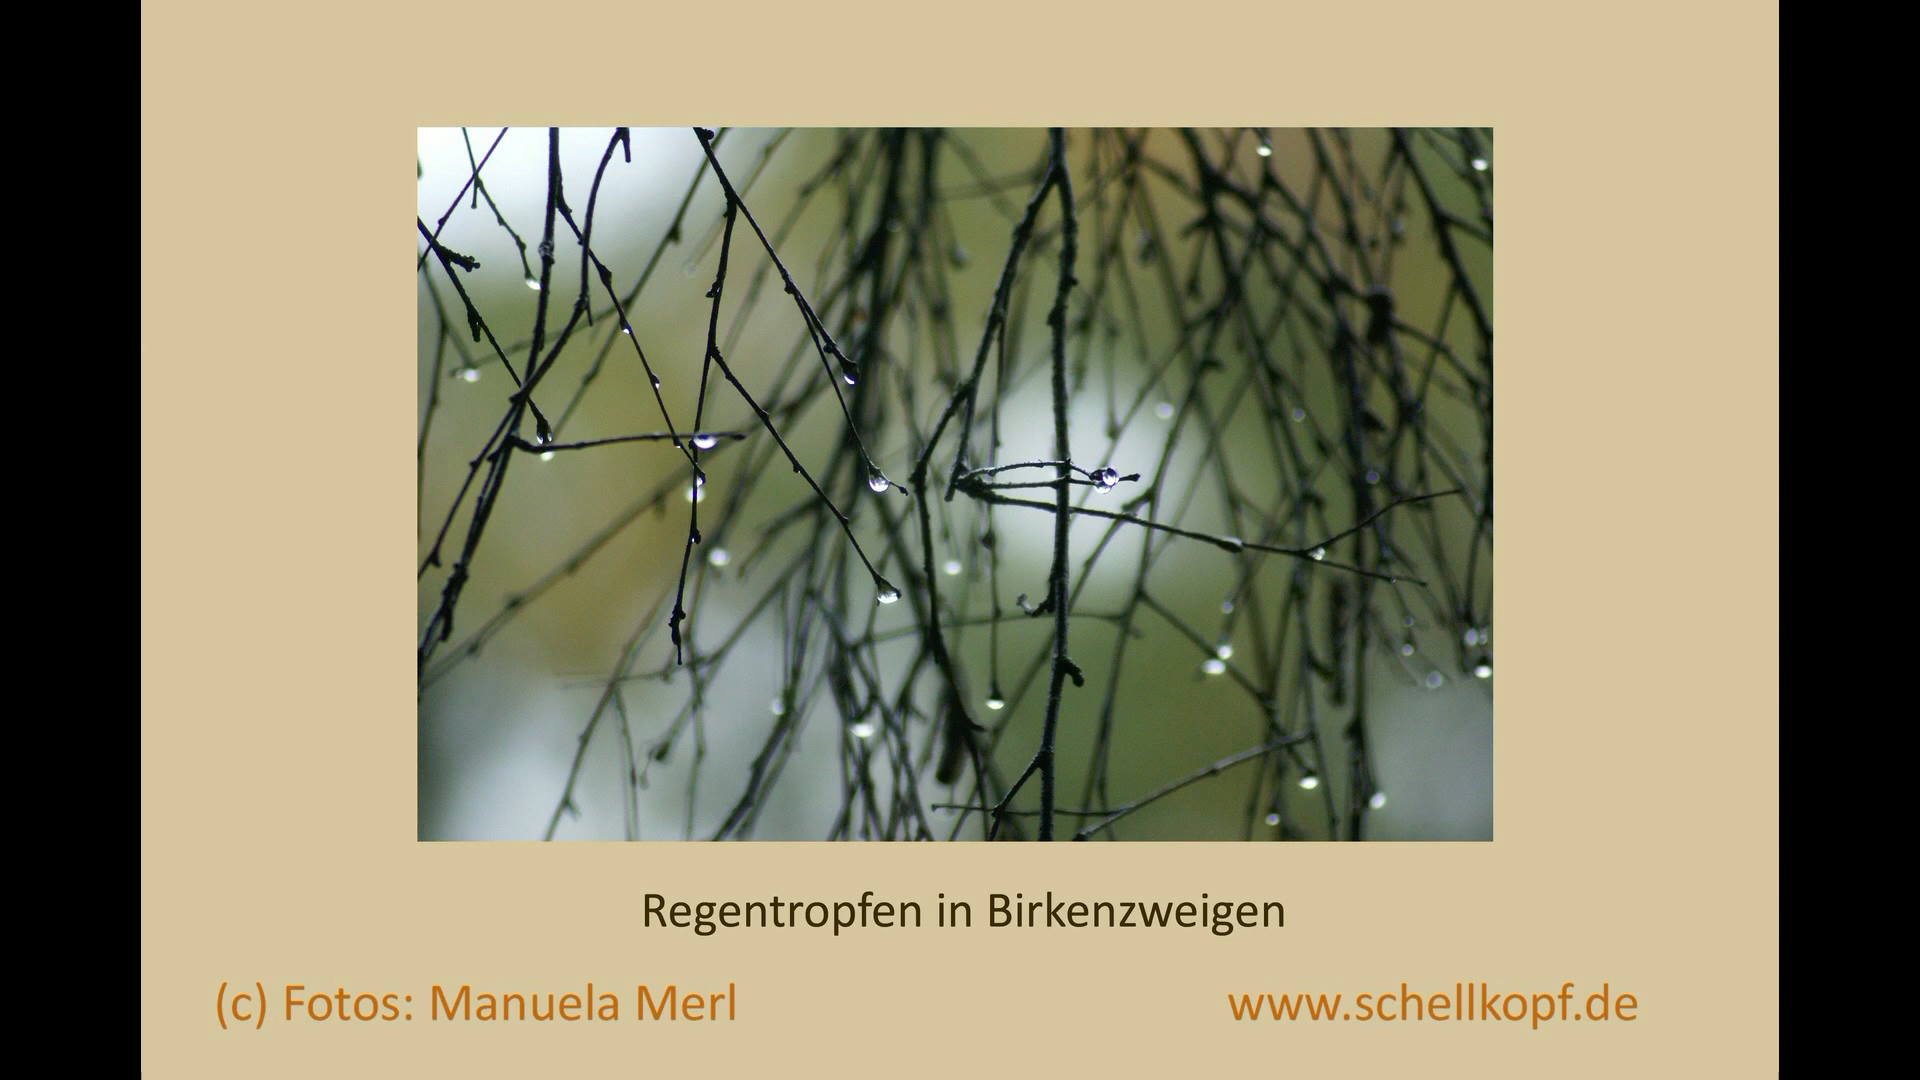 Regentropfen in Birkenzweigen
(c) Fotos: Manuela Merl
www.schellkopf.de